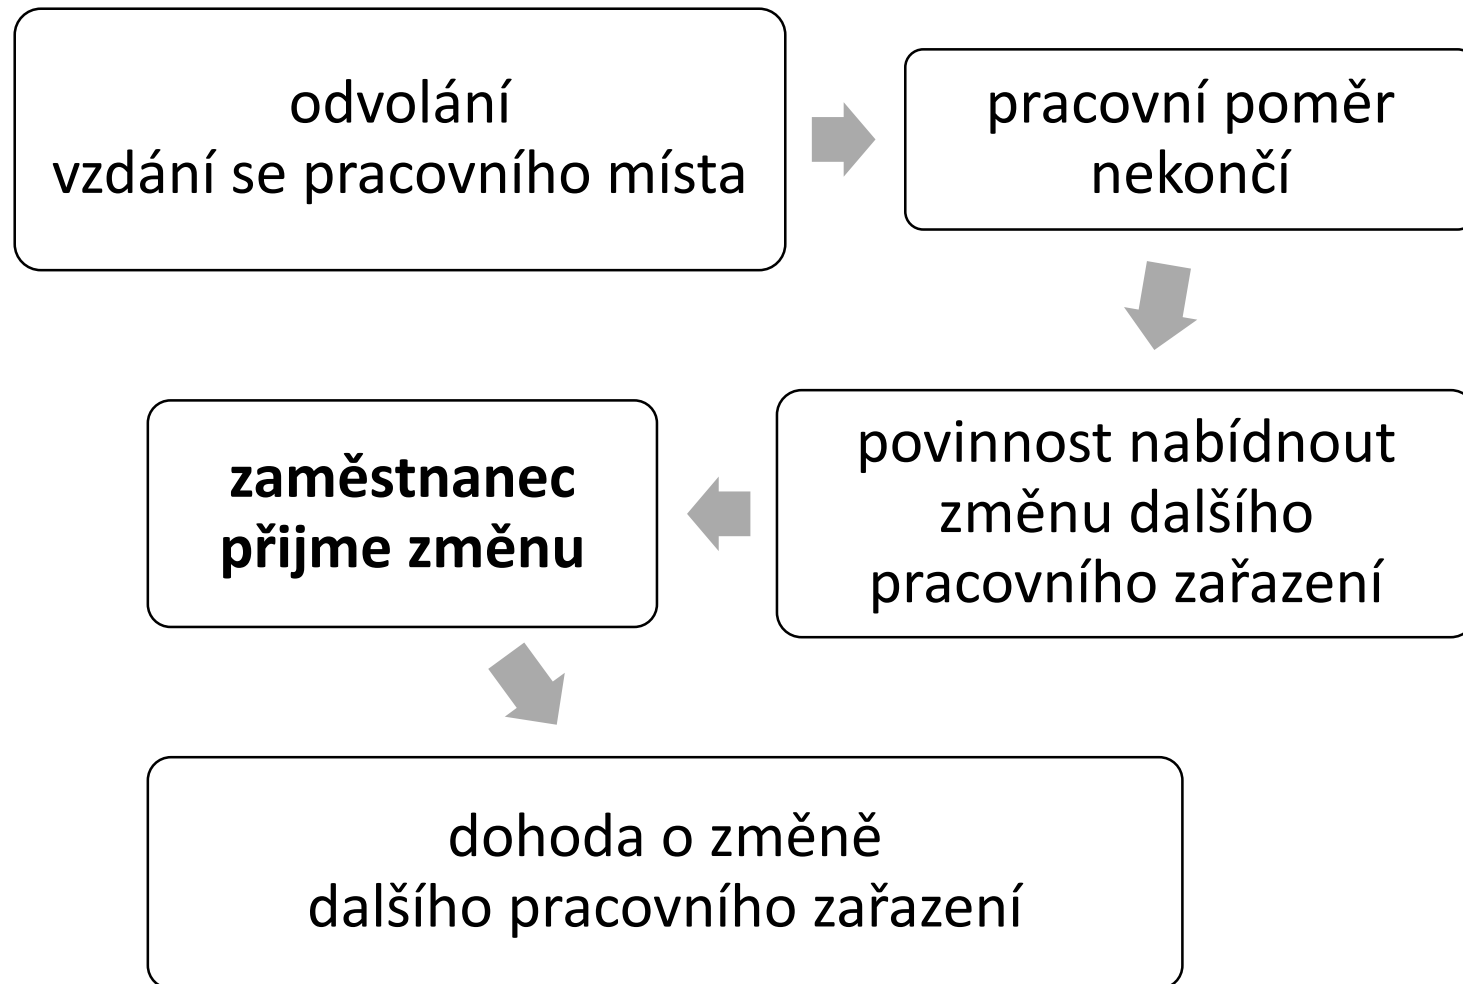 odvolání
vzdání se pracovního místa
pracovní poměr
nekončí
povinnost nabídnout
změnu dalšího
pracovního zařazení
zaměstnanec
přijme změnu
dohoda o změně
dalšího pracovního zařazení